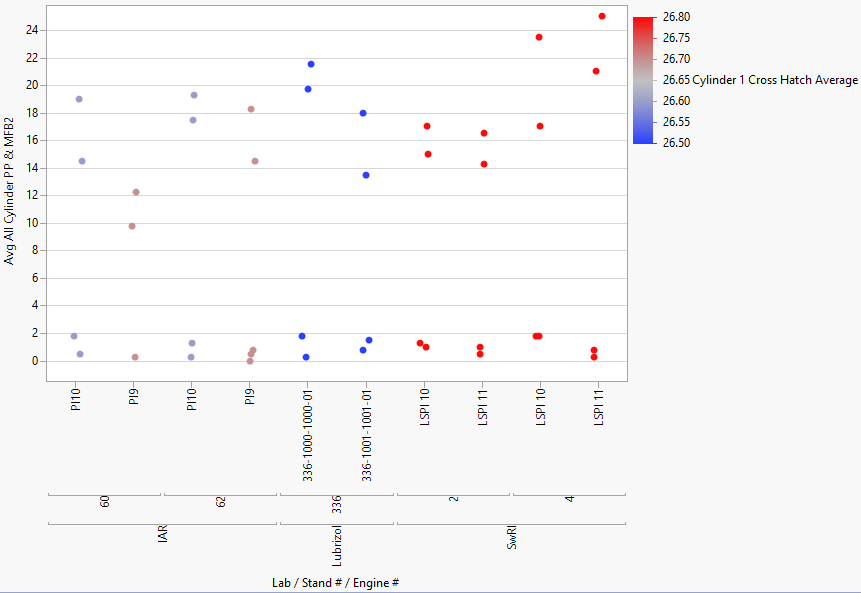 Avg All Cylinder PP & MFB2
24
22
20
18
16
14
12
10
8
6
4
2
0
26.80
26.75
26.70
26.65 Cylinder 1 Cross Hatch Average
26.60
26.55
26.50
PI10
PI9
PI10
PI9
336-1000-1000-01
336-1001-1001-01
LSPI 10
LSPI 11
LSPI 10
LSPI 11
60
62
336
2
4
IAR
Lubrizol
SwRI
Lab / Stand # / Engine #